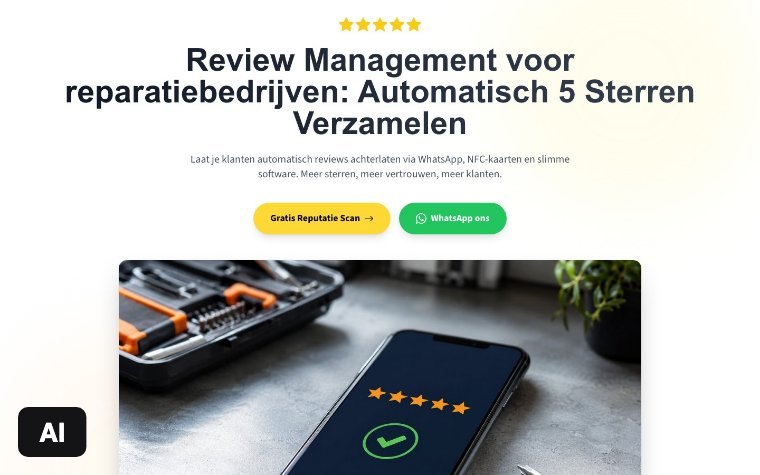 Review Management voor
reparatiebedrijven: Automatisch 5 Sterren
Verzamelen
Laat je klanten automatisch reviews achterlaten via WhatsApp, NFC-kaarten en slimme
software. Meer sterren, meer vertrouwen, meer klanten.
Gratis Reputatie Scan →
WhatsApp ons
AI